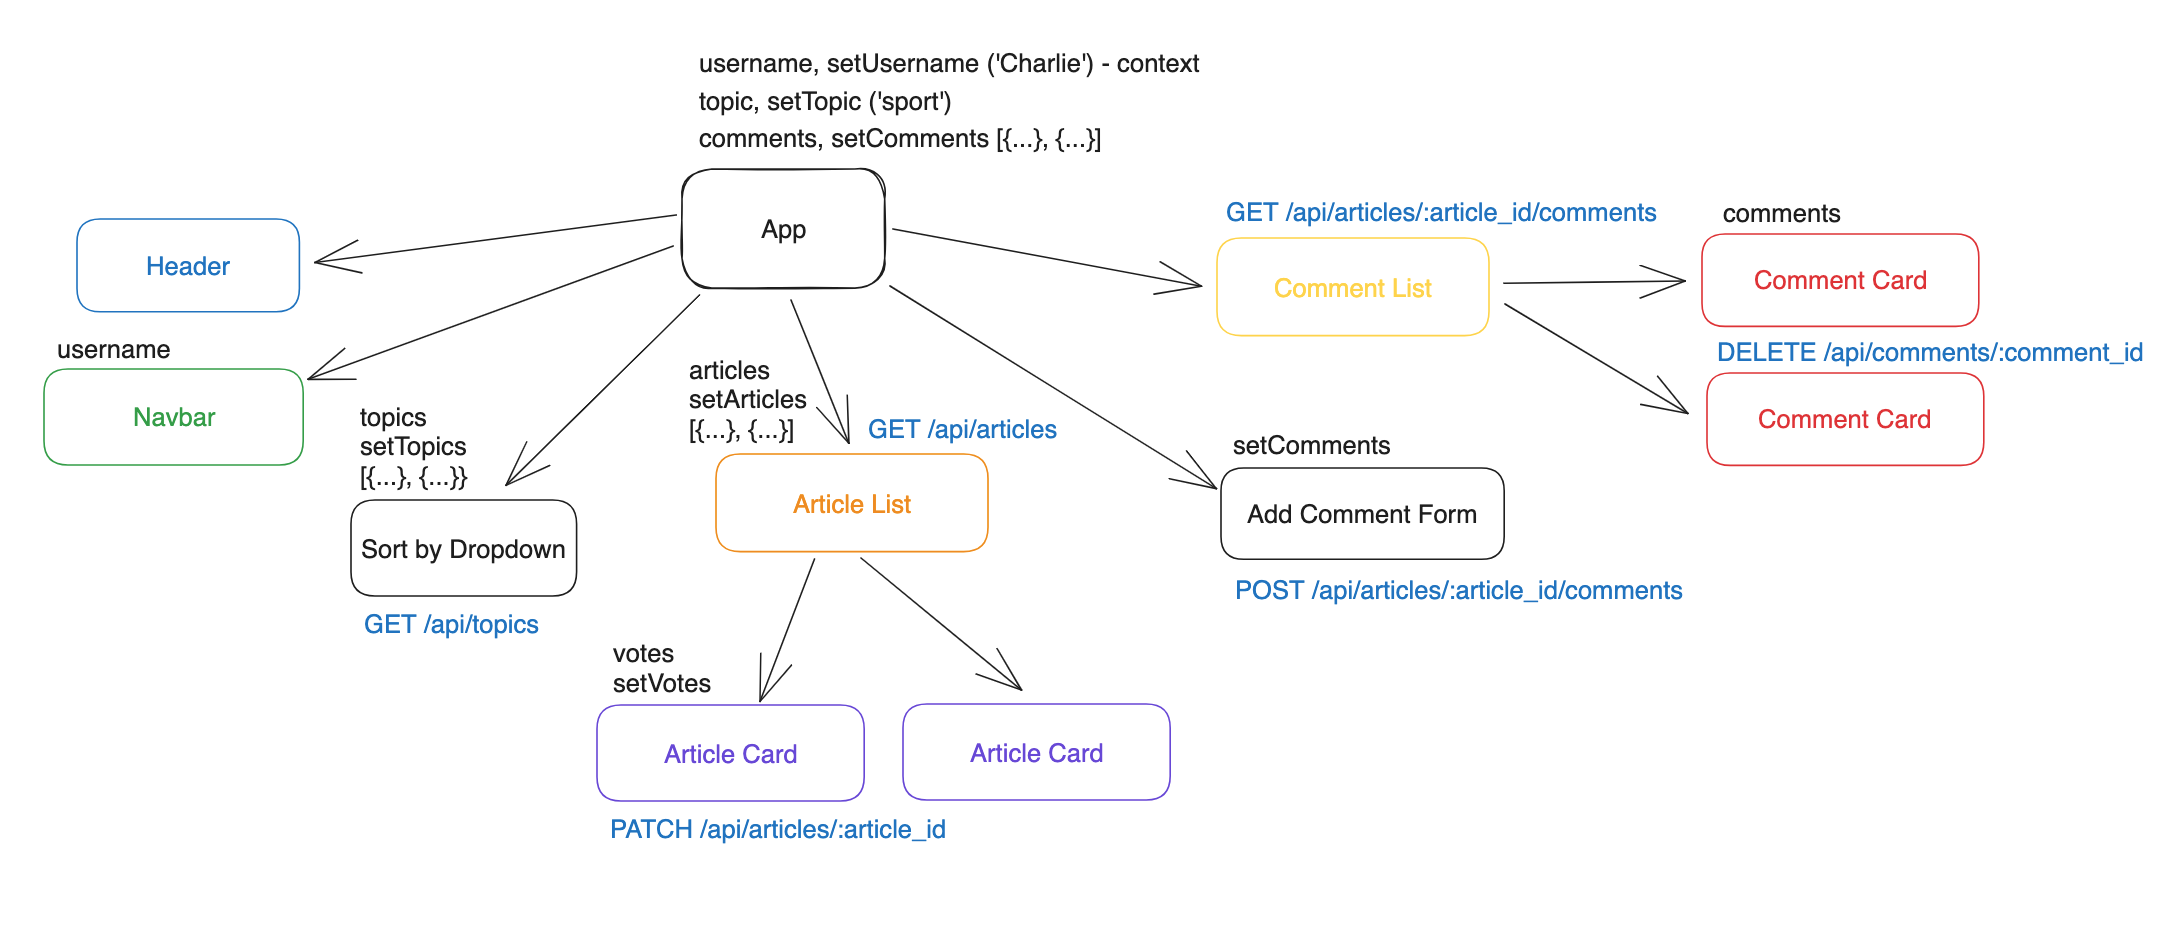 username, setUsername ('Charlie') - context
topic, setTopic ('sport')
comments, setComments [{...}, {...}]
App
Header
username
Navbar
topics
setTopics
[{...}, {...}}
Sort by Dropdown
GET /api/topics
articles
setArticles
[{...}, {...}]
GET /api/articles
Article List
votes
setVotes
Article Card
PATCH /api/articles/:article_id
Article Card
GET /api/articles/:article_id/comments
Comment List
comments
Comment Card
DELETE /api/comments/:comment_id
Comment Card
setComments
Add Comment Form
POST /api/articles/:article_id/comments